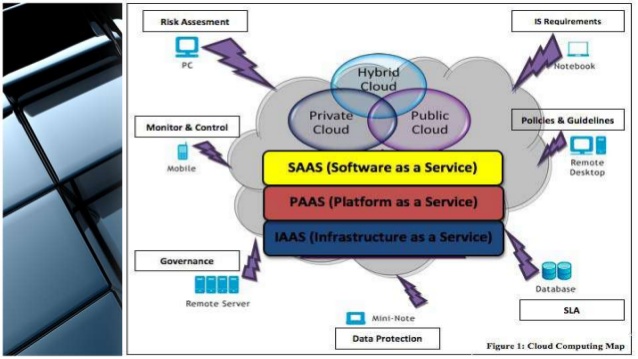 Risk Assesment
PC
IS Requirements
Notebook
Hybrid
Cloud
Private
Cloud
Public
Cloud
Monitor & Control
Mobile
Policies & Guidelines
Remote
Desktop
SAAS (Software as a Service)
PAAS (Platform as a Service)
IAAS (Infrastructure as a Service)
Governance
Remote Server
Database
SLA
Mini-Note
Data Protection
Figure 1: Cloud Computing Map